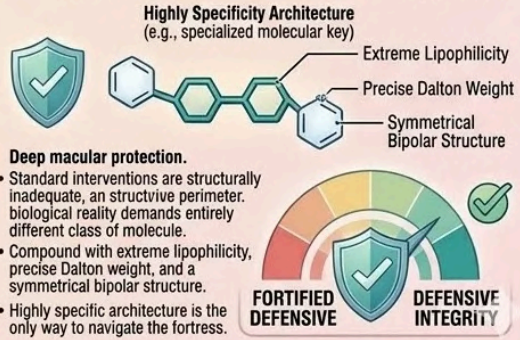 Highly Specificity Architecture
(e.g., specialized molecular key)
Extreme Lipophilicity
Precise Dalton Weight
Symmetrical
Bipolar Structure
Deep macular protection.
• Standard interventions are structurally
inadequate, an structvive perimeter.
biological reality demands entirely
different class of molecule.
• Compound with extreme lipophilicity,
precise Dalton weight, and a
symmetrical bipolar structure.
• Highly specific architecture is the
only way to navigate the fortress.
FORTIFIED
DEFENSIVE
DEFENSIVE
INTEGRITY